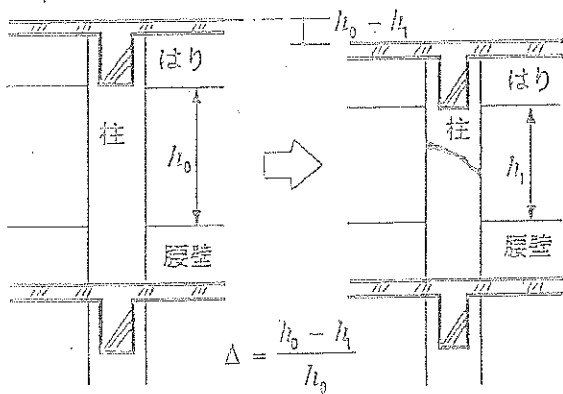 h₀ − h₁
はり
柱
h₀
腰壁
はり
柱
h₁
腰壁
Δ = (h₀ − h₁) / h₀